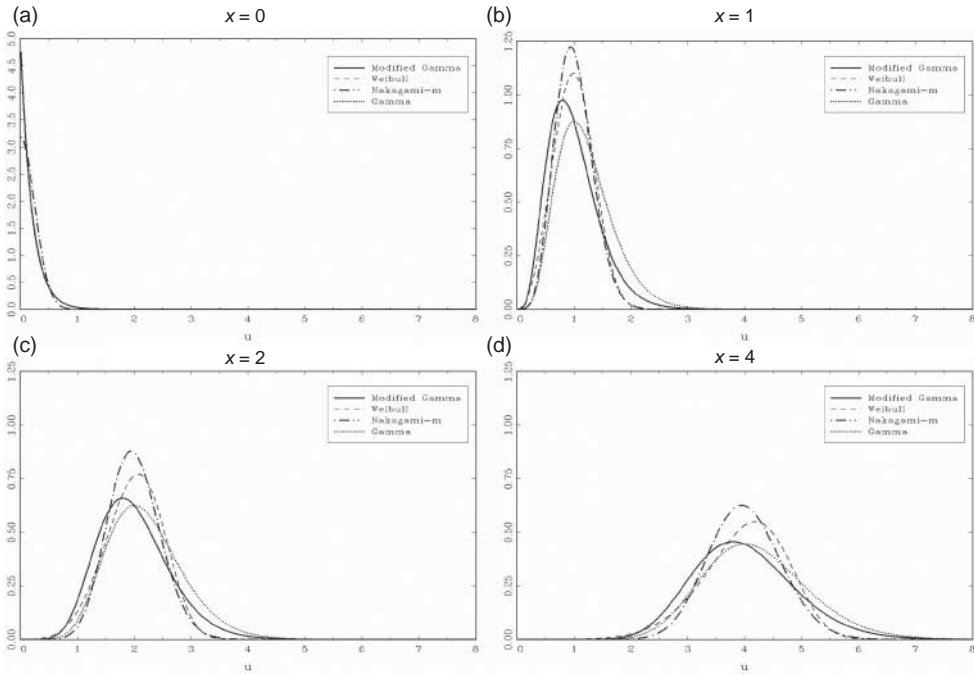 (a)
x = 0
5.0
4.5
4.0
3.5
3.0
2.5
2.0
1.5
1.0
0.5
0.0
Modified Gamma
Weibull
Nakagami-m
Gamma
0 1 2 3 4 5 6 7 8
u
(b)
x = 1
1.25
1.00
0.75
0.50
0.25
0.00
Modified Gamma
Weibull
Nakagami-m
Gamma
0 1 2 3 4 5 6 7 8
u
(c)
x = 2
1.25
1.00
0.75
0.50
0.25
0.00
Modified Gamma
Weibull
Nakagami-m
Gamma
0 1 2 3 4 5 6 7 8
u
(d)
x = 4
1.25
1.00
0.75
0.50
0.25
0.00
Modified Gamma
Weibull
Nakagami-m
Gamma
0 1 2 3 4 5 6 7 8
u